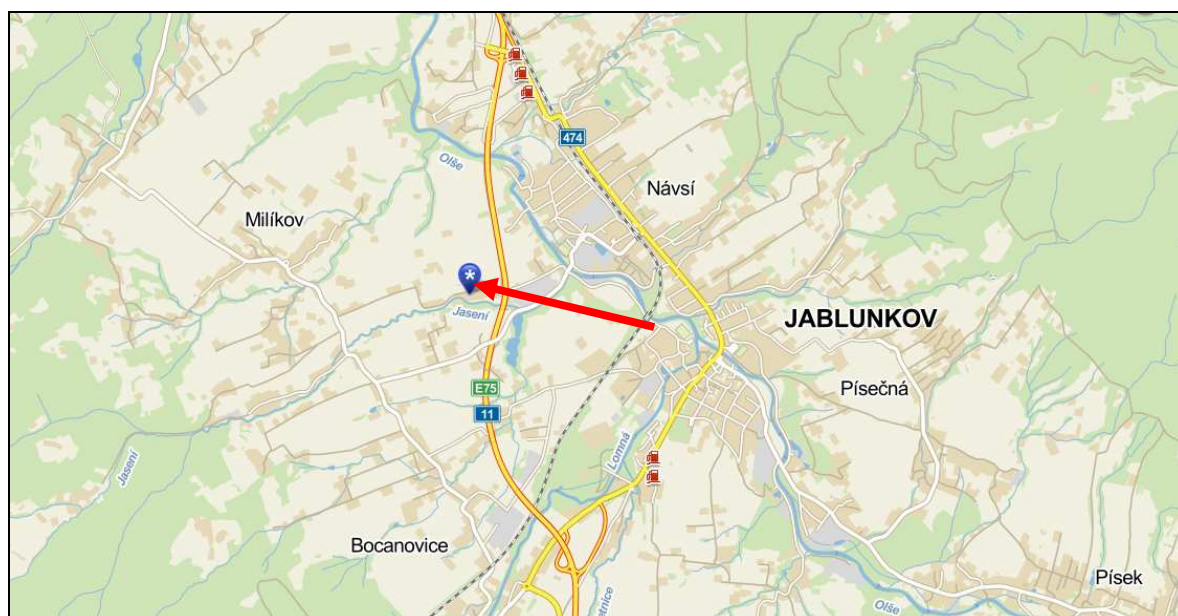 474
Olše
Návsí
Milíkov
Jasení
JABLUNKOV
E75
Písečná
11
Lomná
Jasení
Bocanovice
Písek
Olše